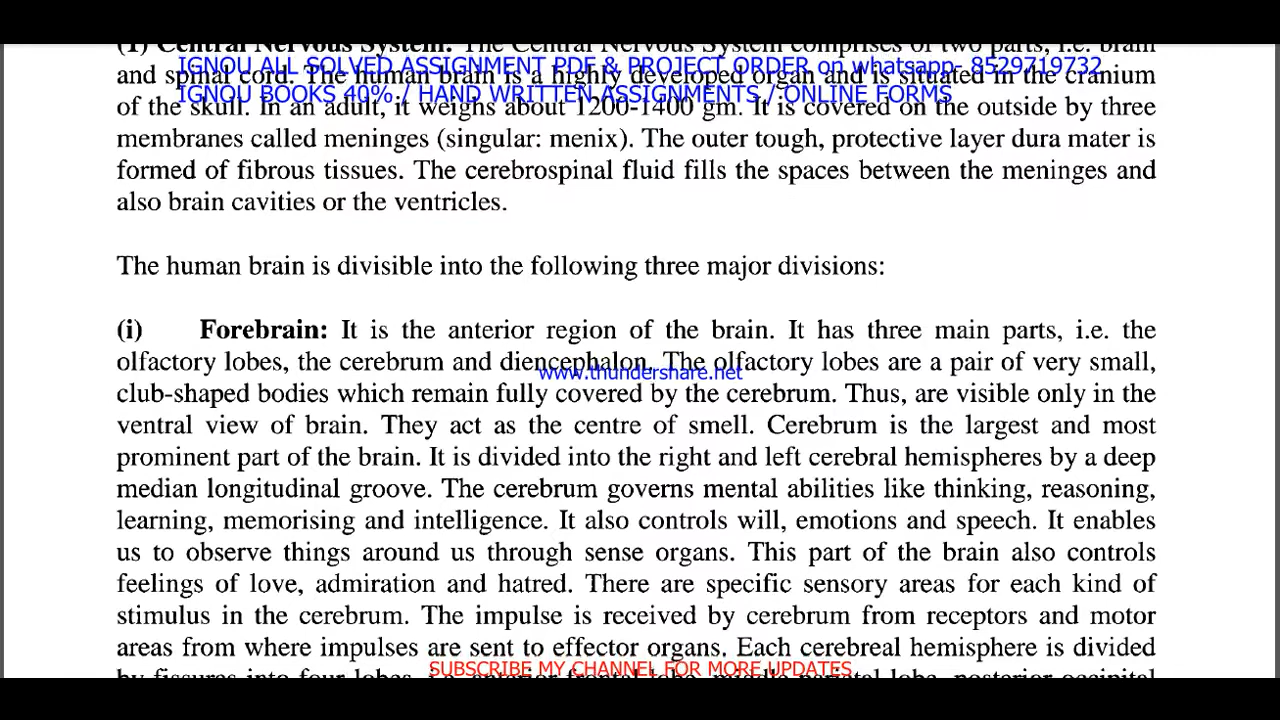 (1) Central Nervous System: The Central Nervous System comprises of two parts, i.e. brain
IGNOU ALL SOLVED ASSIGNMENT PDF & PROJECT ORDER on whatsapp- 8529719732
and spinal cord. The human brain is a highly developed organ and is situated in the cranium
IGNOU BOOKS 40% / HAND WRITTEN ASSIGNMENTS / ONLINE FORMS
of the skull. In an adult, it weighs about 1200-1400 gm. It is covered on the outside by three
membranes called meninges (singular: menix). The outer tough, protective layer dura mater is
formed of fibrous tissues. The cerebrospinal fluid fills the spaces between the meninges and
also brain cavities or the ventricles.
The human brain is divisible into the following three major divisions:
(i) Forebrain: It is the anterior region of the brain. It has three main parts, i.e. the
olfactory lobes, the cerebrum and diencephalon. The olfactory lobes are a pair of very small,
www.thundershare.net
club-shaped bodies which remain fully covered by the cerebrum. Thus, are visible only in the
ventral view of brain. They act as the centre of smell. Cerebrum is the largest and most
prominent part of the brain. It is divided into the right and left cerebral hemispheres by a deep
median longitudinal groove. The cerebrum governs mental abilities like thinking, reasoning,
learning, memorising and intelligence. It also controls will, emotions and speech. It enables
us to observe things around us through sense organs. This part of the brain also controls
feelings of love, admiration and hatred. There are specific sensory areas for each kind of
stimulus in the cerebrum. The impulse is received by cerebrum from receptors and motor
areas from where impulses are sent to effector organs. Each cerebreal hemisphere is divided
SUBSCRIBE MY CHANNEL FOR MORE UPDATES
by fissures into four lobes, anterior frontal lobe, middle parietal lobe, posterior occipital